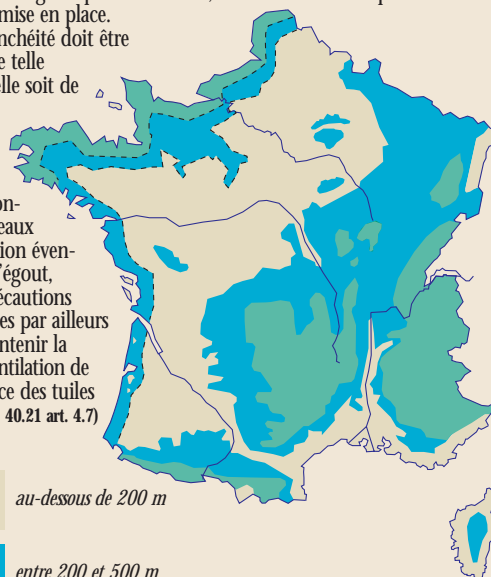 mise en place.
nchéité doit être
e telle
elle soit de
on-
eaux
ion éven-
'égout,
écautions
es par ailleurs
ntenir la
ntilation de
ce des tuiles
40.21 art. 4.7)
au-dessous de 200 m
entre 200 et 500 m